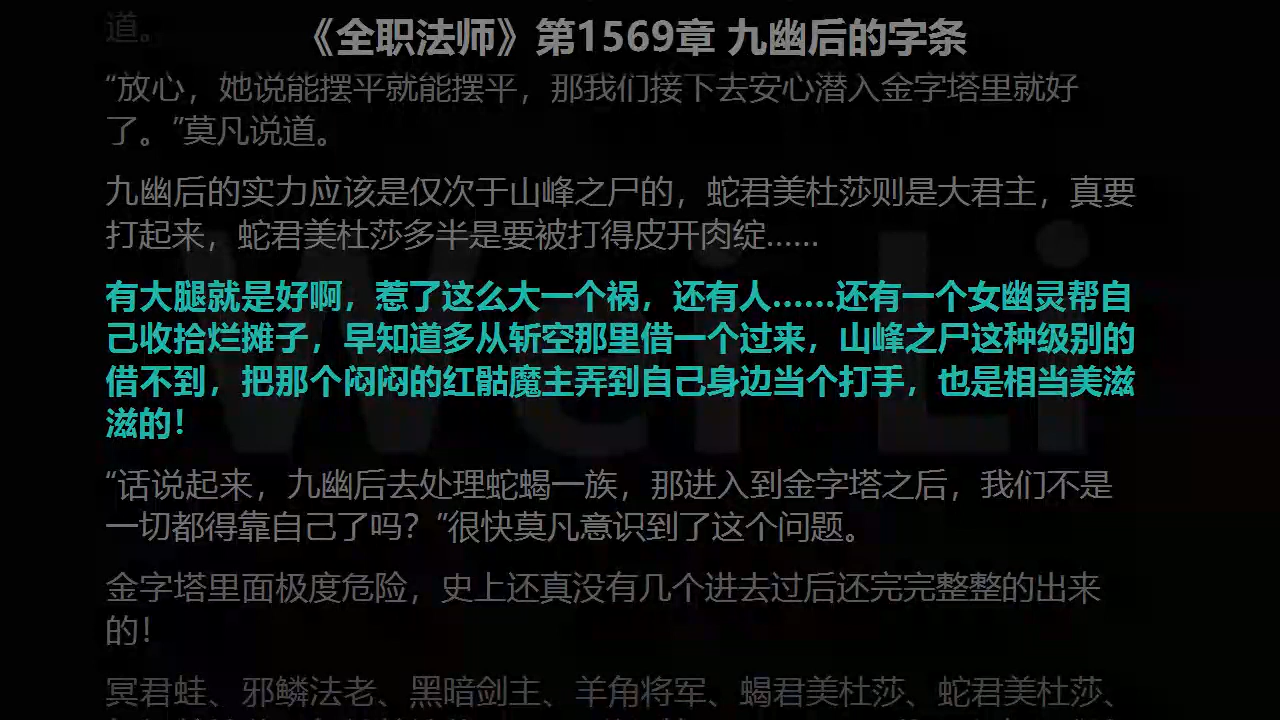 道。
《全职法师》第1569章 九幽后的字条
“放心，她说能摆平就能摆平，那我们接下去安心潜入金字塔里就好
了。”莫凡说道。
九幽后的实力应该是仅次于山峰之尸的，蛇君美杜莎则是大君主，真要
打起来，蛇君美杜莎多半是要被打得皮开肉绽……
有大腿就是好啊，惹了这么大一个祸，还有人……还有一个女幽灵帮自
己收拾烂摊子，早知道多从斩空那里借一个过来，山峰之尸这种级别的
借不到，把那个闷闷的红骷魔主弄到自己身边当个打手，也是相当美滋
滋的！
“话说起来，九幽后去处理蛇蝎一族，那进入到金字塔之后，我们不是
一切都得靠自己了吗？”很快莫凡意识到了这个问题。
金字塔里面极度危险，史上还真没有几个进去过后还完完整整的出来
的！
冥君蛙、邪鳞法老、黑暗剑主、羊角将军、蝎君美杜莎、蛇君美杜莎、
Wei Li